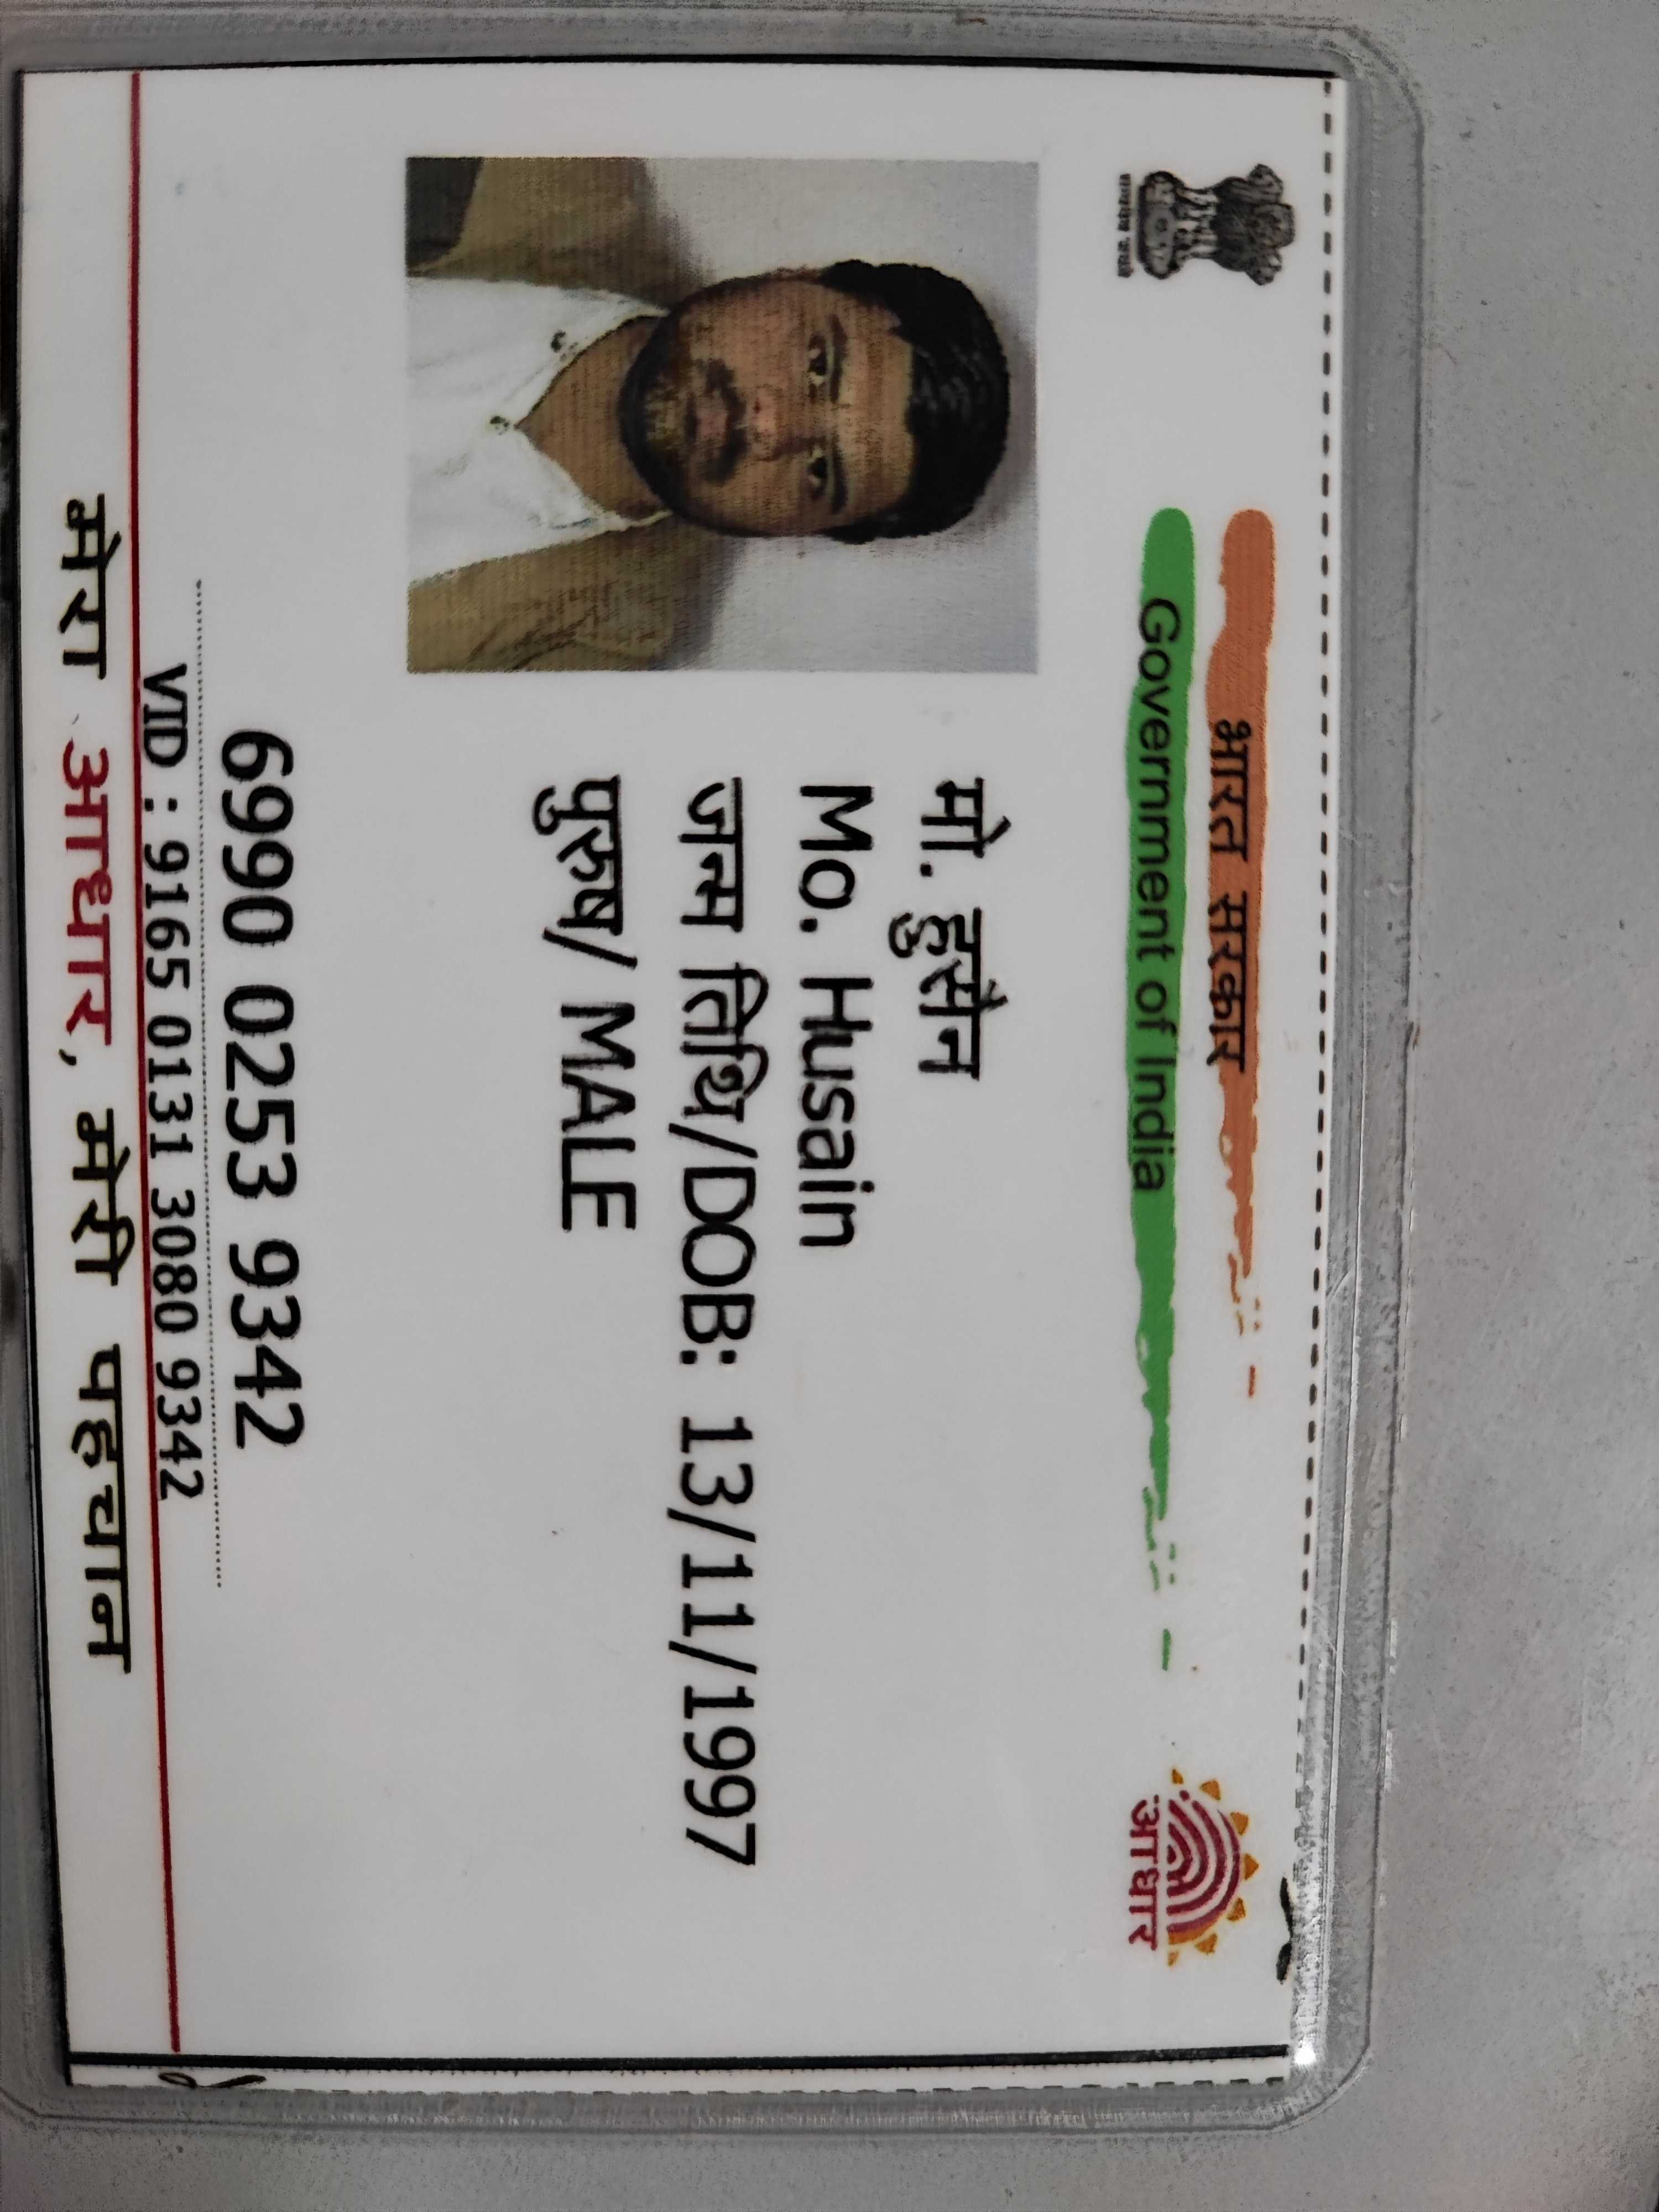 भारत सरकार
Government of India
सत्यमेव जयते
आधार
मो. हुसैन
Mo. Husain
जन्म तिथि/DOB: 13/11/1997
पुरुष/ MALE
6990 0253 9342
VID : 9165 0131 3080 9342
मेरा आधार, मेरी पहचान